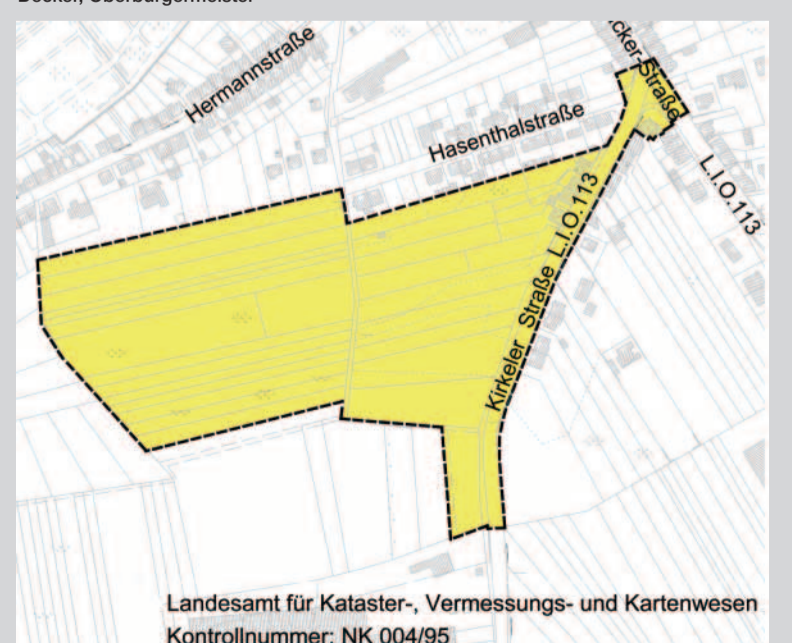 Hermannstraße
Hasenthalstraße
L.I.O.113
Kirkeler Straße L.I.O.113
Landesamt für Kataster-, Vermessungs- und Kartenwesen
Kontrollnummer: NK 004/95